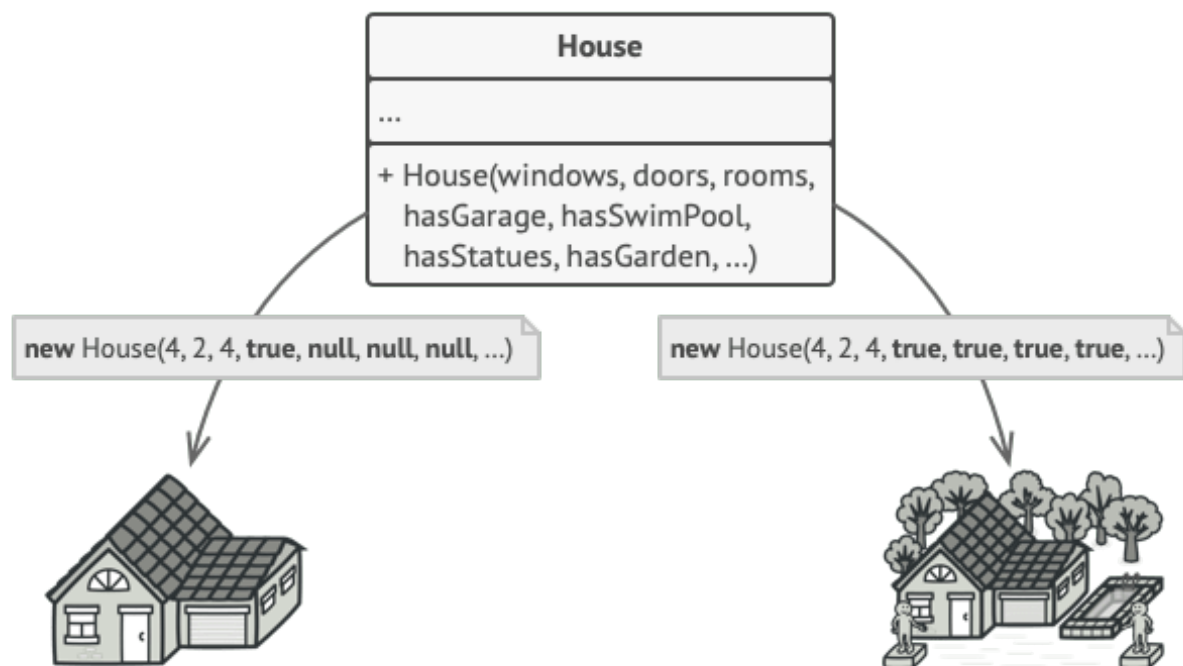 House
...
+ House(windows, doors, rooms,
hasGarage, hasSwimPool,
hasStatues, hasGarden, ...)
new House(4, 2, 4, true, null, null, null, ...)
new House(4, 2, 4, true, true, true, true, ...)